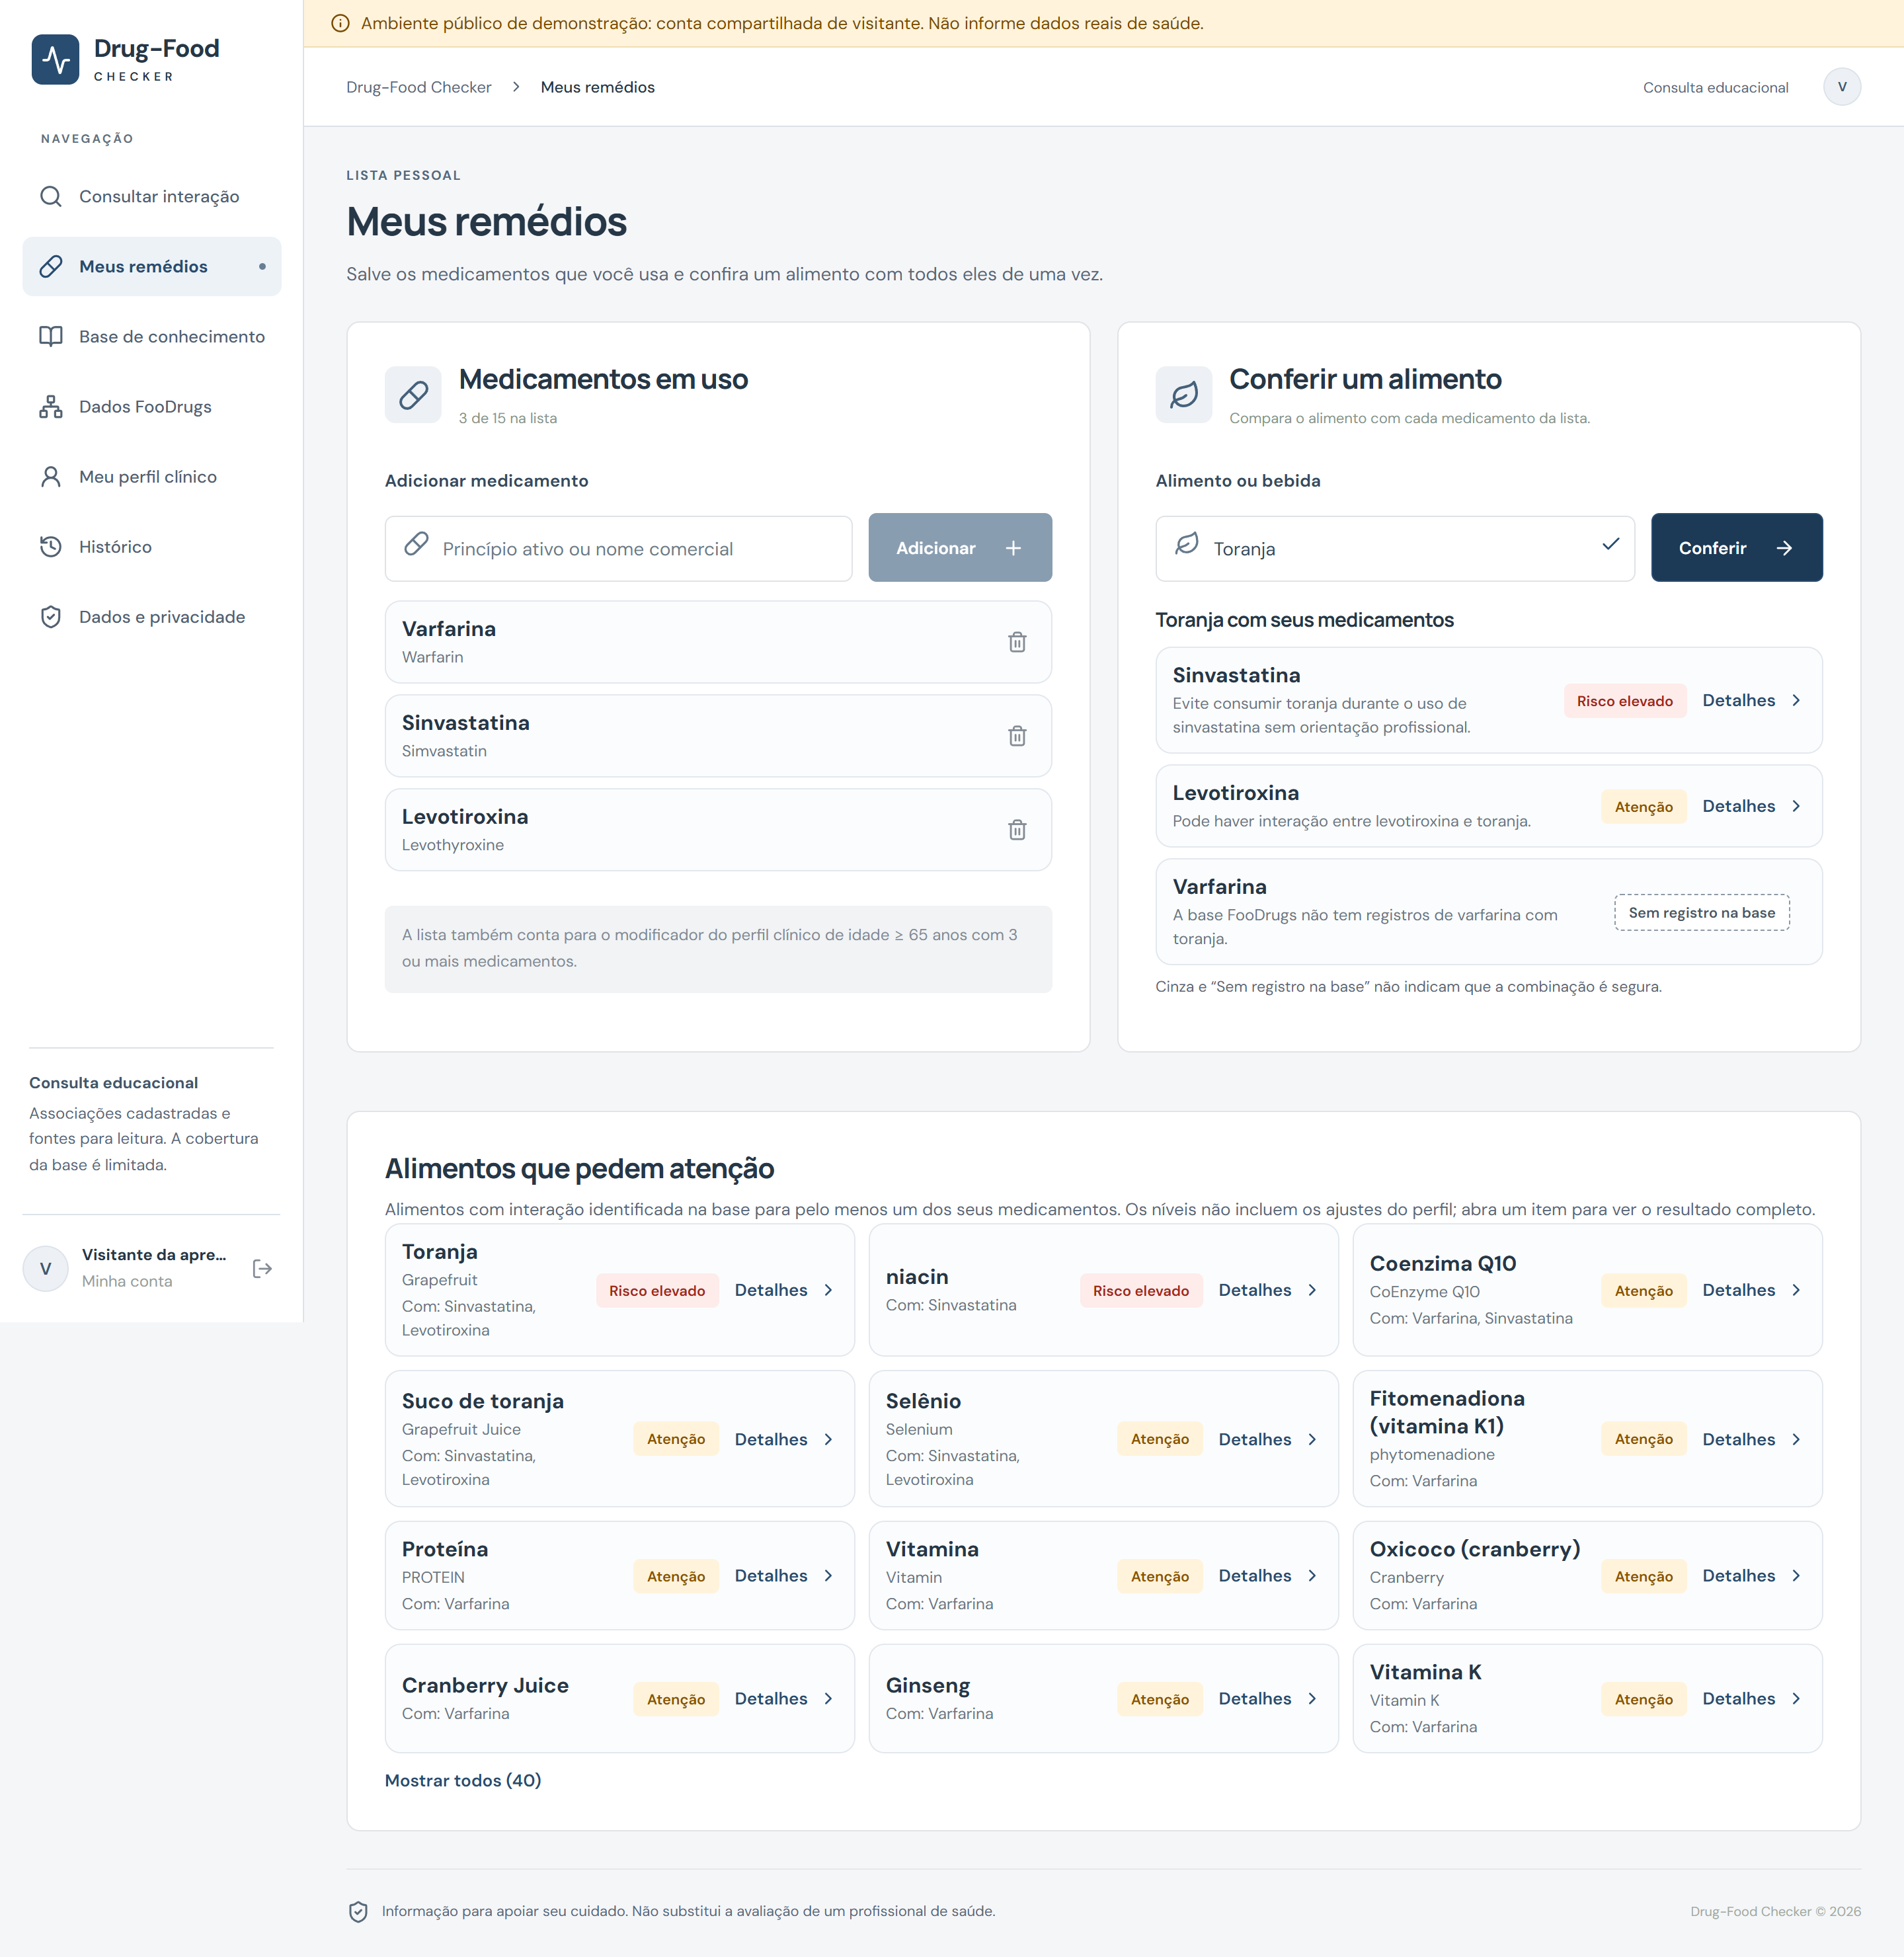 Drug-Food
CHECKER
NAVEGAÇÃO
Consultar interação
Meus remédios
Base de conhecimento
Dados FooDrugs
Meu perfil clínico
Histórico
Dados e privacidade
Consulta educacional
Associações cadastradas e
fontes para leitura. A cobertura
da base é limitada.
V
Visitante da apre...
Minha conta
Ambiente público de demonstração: conta compartilhada de visitante. Não informe dados reais de saúde.
Drug-Food Checker
Meus remédios
Consulta educacional
V
LISTA PESSOAL
Meus remédios
Salve os medicamentos que você usa e confira um alimento com todos eles de uma vez.
Medicamentos em uso
3 de 15 na lista
Adicionar medicamento
Princípio ativo ou nome comercial
Adicionar
Varfarina
Warfarin
Sinvastatina
Simvastatin
Levotiroxina
Levothyroxine
A lista também conta para o modificador do perfil clínico de idade ≥ 65 anos com 3
ou mais medicamentos.
Conferir um alimento
Compara o alimento com cada medicamento da lista.
Alimento ou bebida
Toranja
Conferir
Toranja com seus medicamentos
Sinvastatina
Evite consumir toranja durante o uso de
sinvastatina sem orientação profissional.
Risco elevado
Detalhes
Levotiroxina
Pode haver interação entre levotiroxina e toranja.
Atenção
Detalhes
Varfarina
A base FooDrugs não tem registros de varfarina com
toranja.
Sem registro na base
Cinza e “Sem registro na base” não indicam que a combinação é segura.
Alimentos que pedem atenção
Alimentos com interação identificada na base para pelo menos um dos seus medicamentos. Os níveis não incluem os ajustes do perfil; abra um item para ver o resultado completo.
Toranja
Grapefruit
Com: Sinvastatina,
Levotiroxina
Risco elevado
Detalhes
niacin
Com: Sinvastatina
Risco elevado
Detalhes
Coenzima Q10
CoEnzyme Q10
Com: Varfarina, Sinvastatina
Atenção
Detalhes
Suco de toranja
Grapefruit Juice
Com: Sinvastatina,
Levotiroxina
Atenção
Detalhes
Selênio
Selenium
Com: Sinvastatina,
Levotiroxina
Atenção
Detalhes
Fitomenadiona
(vitamina K1)
phytomenadione
Com: Varfarina
Atenção
Detalhes
Proteína
PROTEIN
Com: Varfarina
Atenção
Detalhes
Vitamina
Vitamin
Com: Varfarina
Atenção
Detalhes
Oxicoco (cranberry)
Cranberry
Com: Varfarina
Atenção
Detalhes
Cranberry Juice
Com: Varfarina
Atenção
Detalhes
Ginseng
Com: Varfarina
Atenção
Detalhes
Vitamina K
Vitamin K
Com: Varfarina
Atenção
Detalhes
Mostrar todos (40)
Informação para apoiar seu cuidado. Não substitui a avaliação de um profissional de saúde.
Drug-Food Checker © 2026